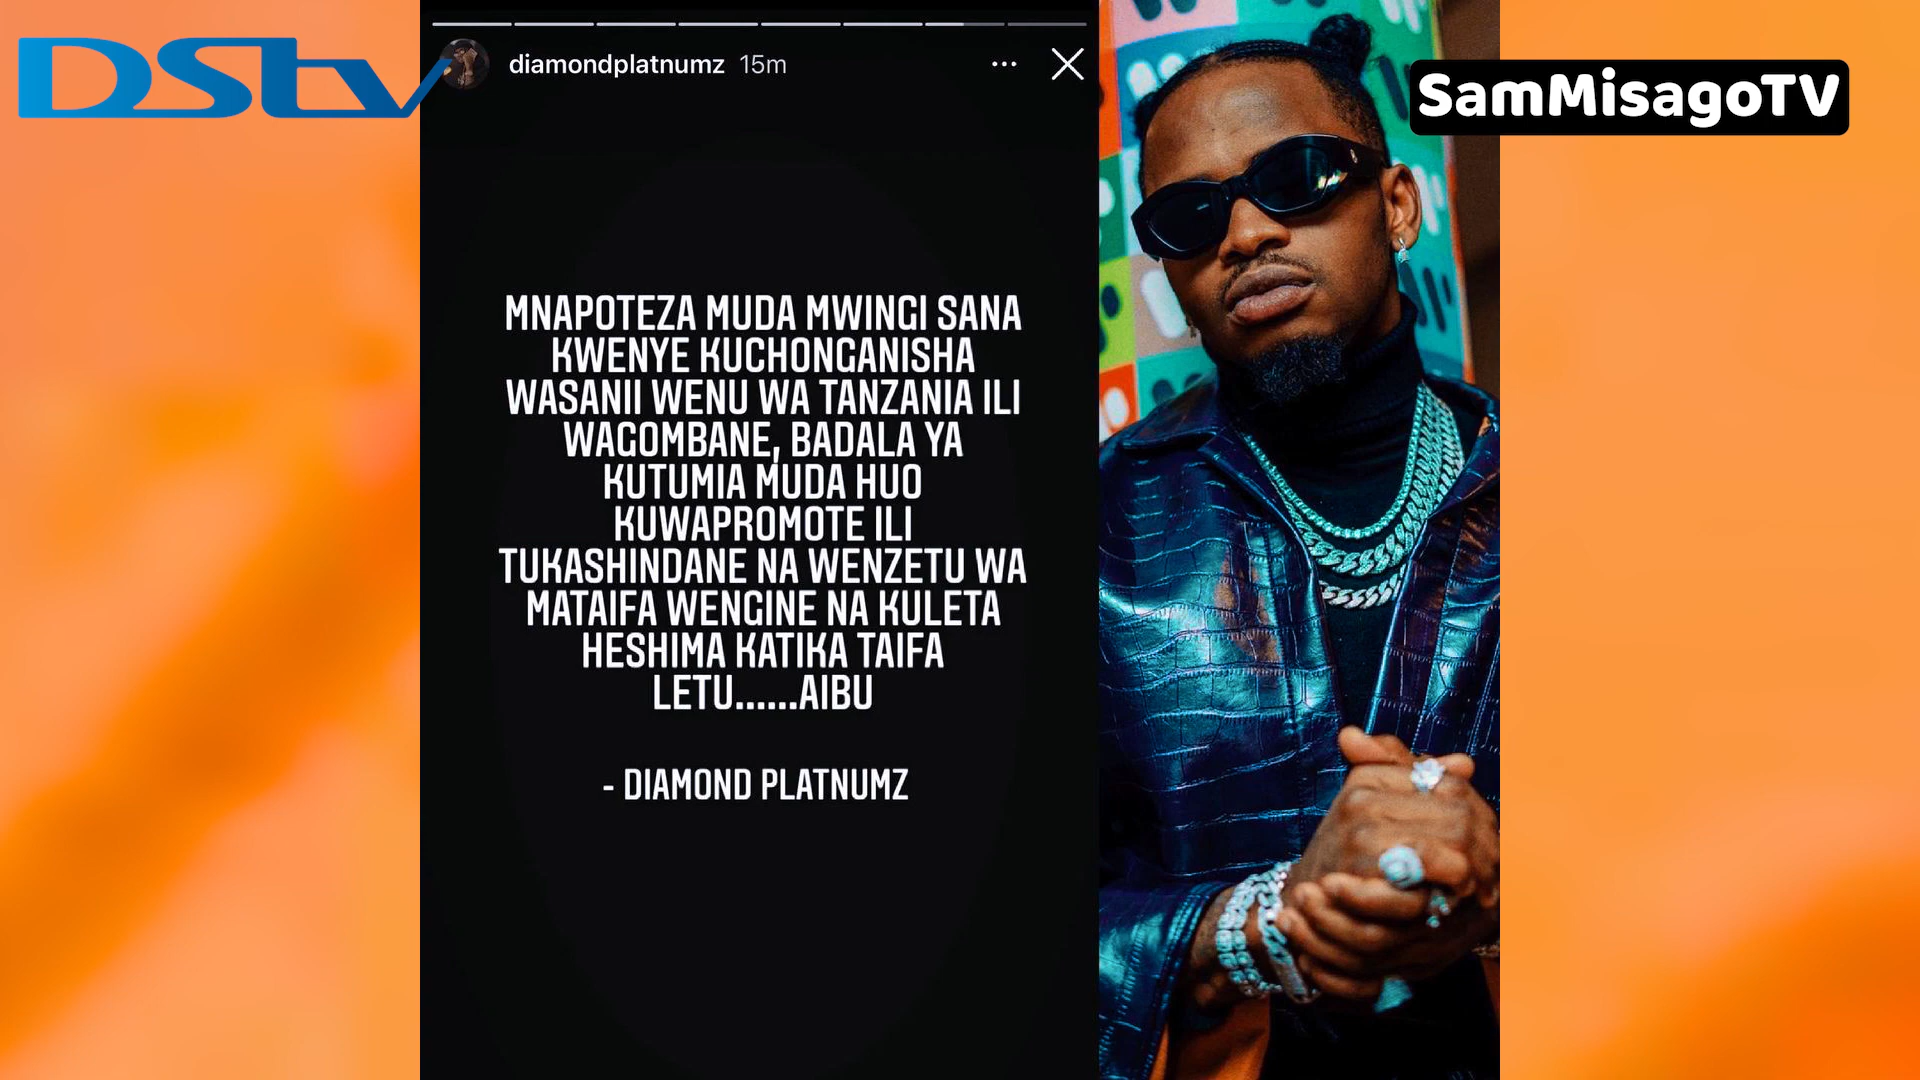 DStv
diamondplatnumz 15m
SamMisagoTV
MNAPOTEZA MUDA MWINGI SANA
KWENYE KUCHONGANISHA
WASANII WENU WA TANZANIA ILI
WAGOMBANE, BADALA YA
KUTUMIA MUDA HUO
KUWAPROMOTE ILI
TUKASHINDANE NA WENZETU WA
MATAIFA WENGINE NA KULETA
HESHIMA KATIKA TAIFA
LETU......AIBU
- DIAMOND PLATNUMZ